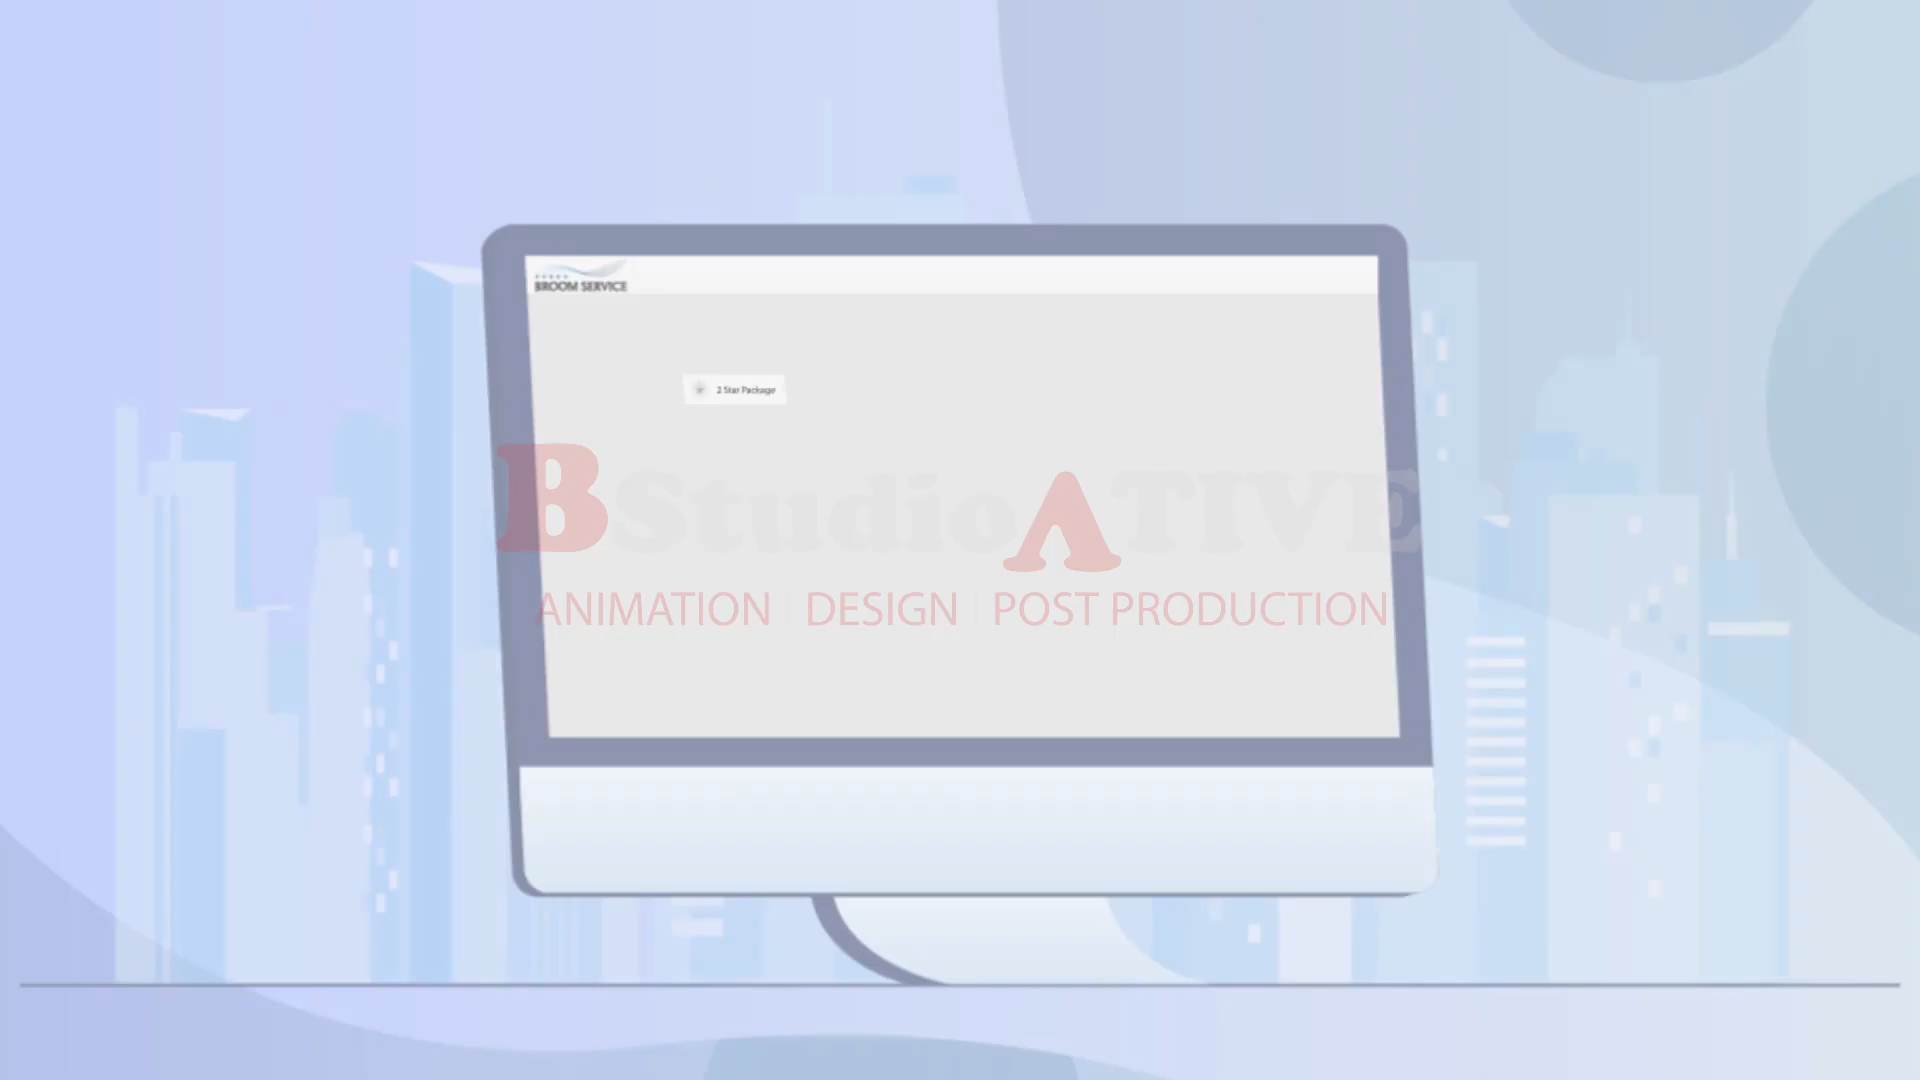 BROOM SERVICE
2 Star Package
BStudioATIVE
ANIMATION | DESIGN | POST PRODUCTION